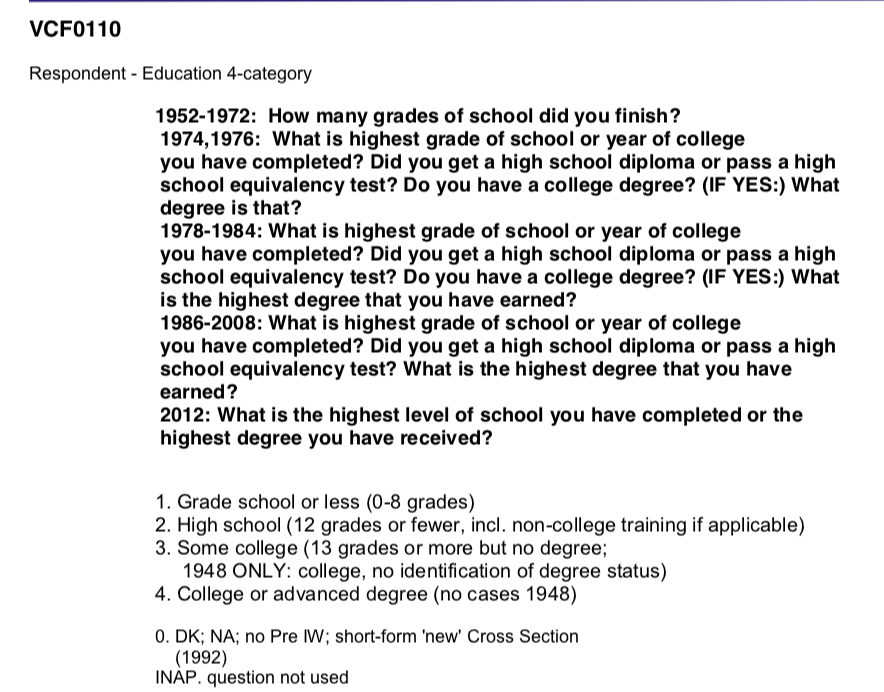 VCF0110
Respondent - Education 4-category
1952-1972: How many grades of school did you finish?
1974,1976: What is highest grade of school or year of college
you have completed? Did you get a high school diploma or pass a high
school equivalency test? Do you have a college degree? (IF YES:) What
degree is that?
1978-1984: What is highest grade of school or year of college
you have completed? Did you get a high school diploma or pass a high
school equivalency test? Do you have a college degree? (IF YES:) What
is the highest degree that you have earned?
1986-2008: What is highest grade of school or year of college
you have completed? Did you get a high school diploma or pass a high
school equivalency test? What is the highest degree that you have
earned?
2012: What is the highest level of school you have completed or the
highest degree you have received?
1. Grade school or less (0-8 grades)
2. High school (12 grades or fewer, incl. non-college training if applicable)
3. Some college (13 grades or more but no degree;
1948 ONLY: college, no identification of degree status)
4. College or advanced degree (no cases 1948)
0. DK; NA; no Pre IW; short-form 'new' Cross Section
(1992)
INAP. question not used